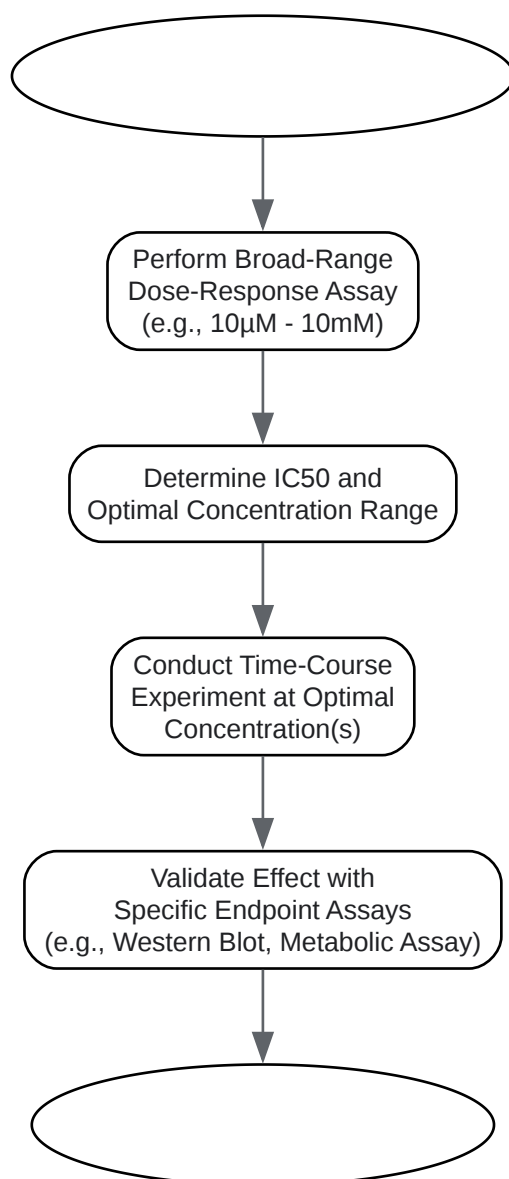 Perform Broad-Range
Dose-Response Assay
(e.g., 10µM - 10mM)
Determine IC50 and
Optimal Concentration Range
Conduct Time-Course
Experiment at Optimal
Concentration(s)
Validate Effect with
Specific Endpoint Assays
(e.g., Western Blot, Metabolic Assay)